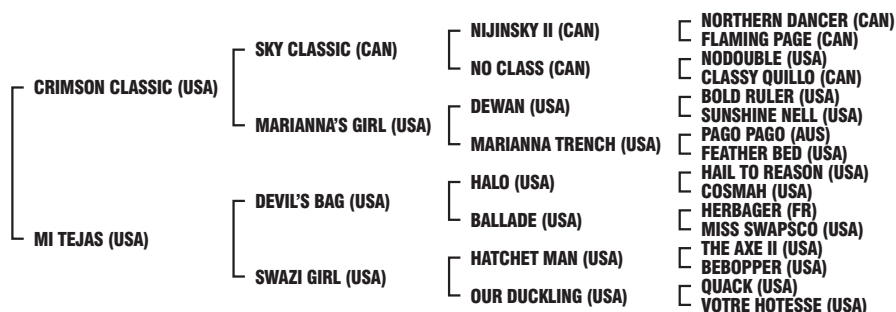 CRIMSON CLASSIC (USA)
MI TEJAS (USA)
SKY CLASSIC (CAN)
MARIANNA'S GIRL (USA)
DEVIL'S BAG (USA)
SWAZI GIRL (USA)
NIJINSKY II (CAN)
NO CLASS (CAN)
DEWAN (USA)
MARIANNA TRENCH (USA)
HALO (USA)
BALLADE (USA)
HATCHET MAN (USA)
OUR DUCKLING (USA)
NORTHERN DANCER (CAN)
FLAMING PAGE (CAN)
NODOUBLE (USA)
CLASSY QUILLO (CAN)
BOLD RULER (USA)
SUNSHINE NELL (USA)
PAGO PAGO (AUS)
FEATHER BED (USA)
HAIL TO REASON (USA)
COSMAH (USA)
HERBAGER (FR)
MISS SWAPSCO (USA)
THE AXE II (USA)
BEBOPPER (USA)
QUACK (USA)
VOTRE HOTESSE (USA)